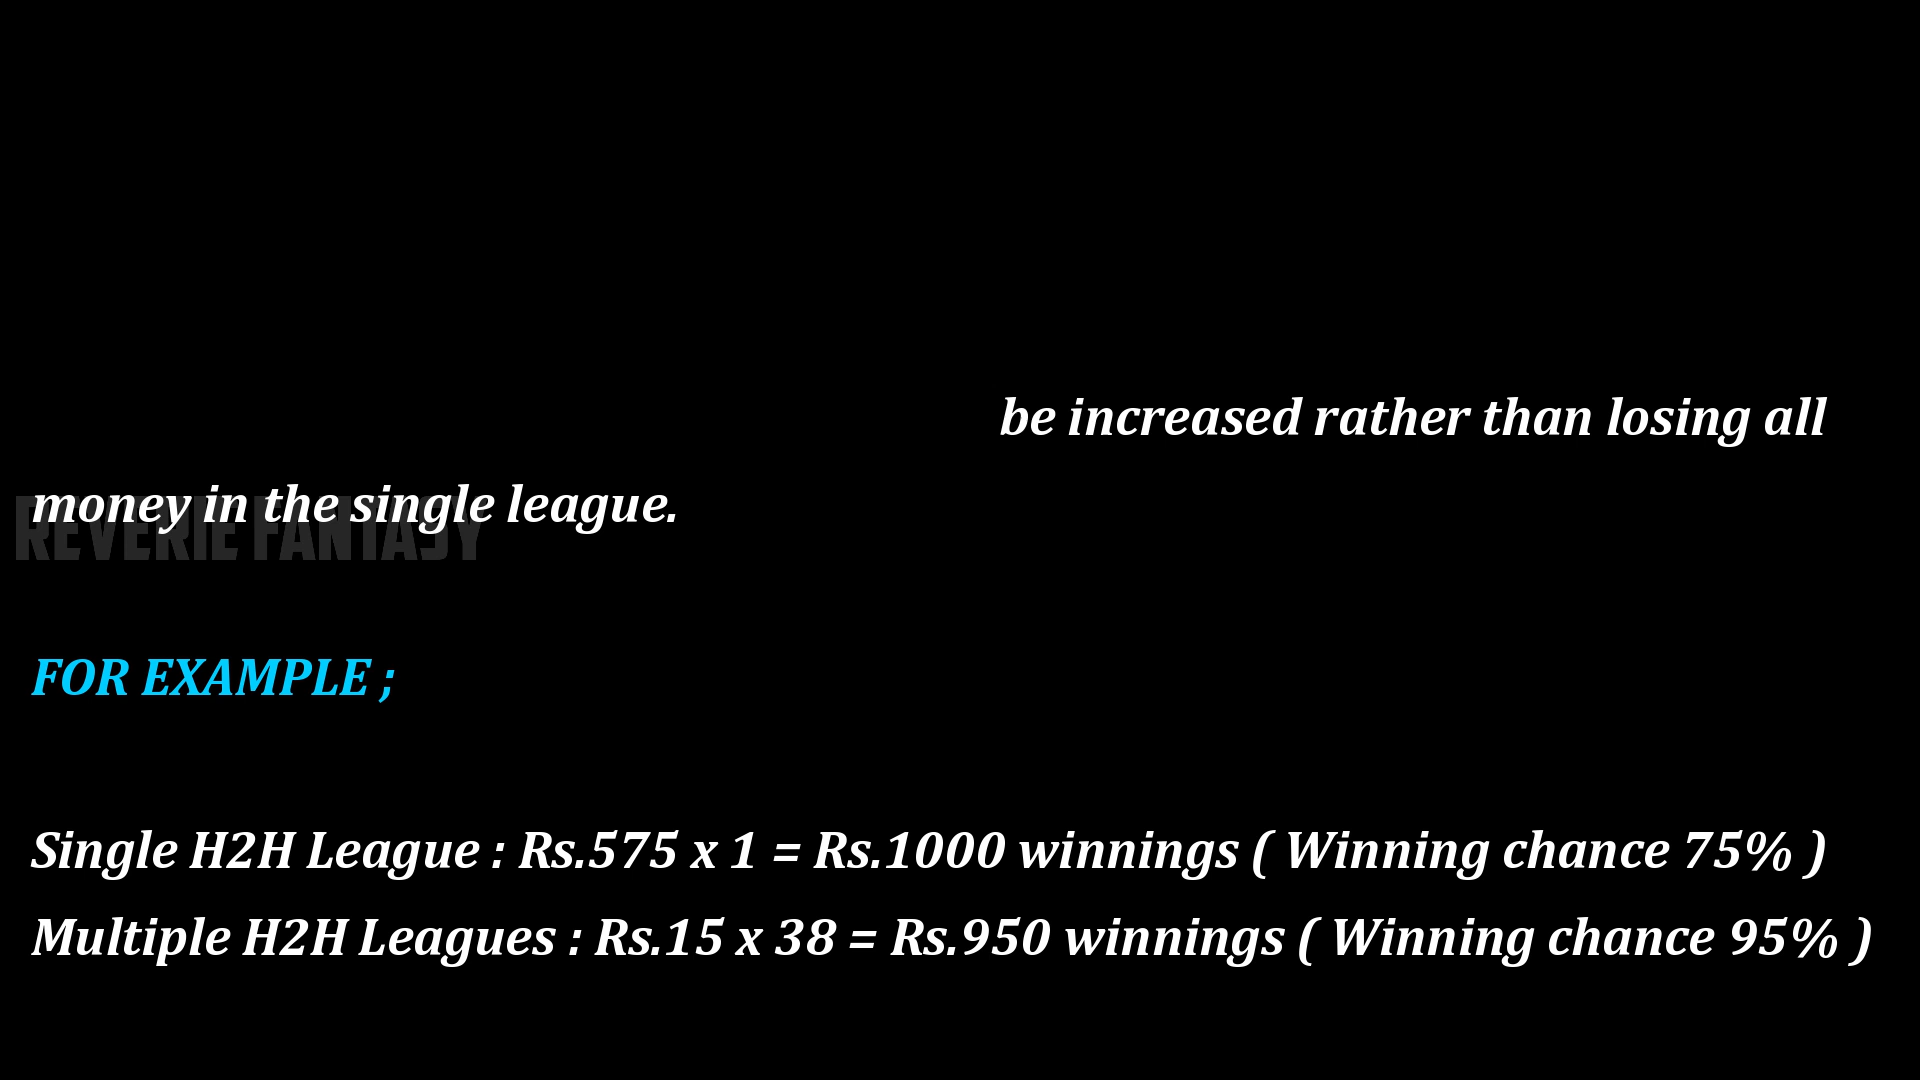 be increased rather than losing all
money in the single league.
REVERIE FANTASY
FOR EXAMPLE ;
Single H2H League : Rs.575 x 1 = Rs.1000 winnings ( Winning chance 75% )
Multiple H2H Leagues : Rs.15 x 38 = Rs.950 winnings ( Winning chance 95% )